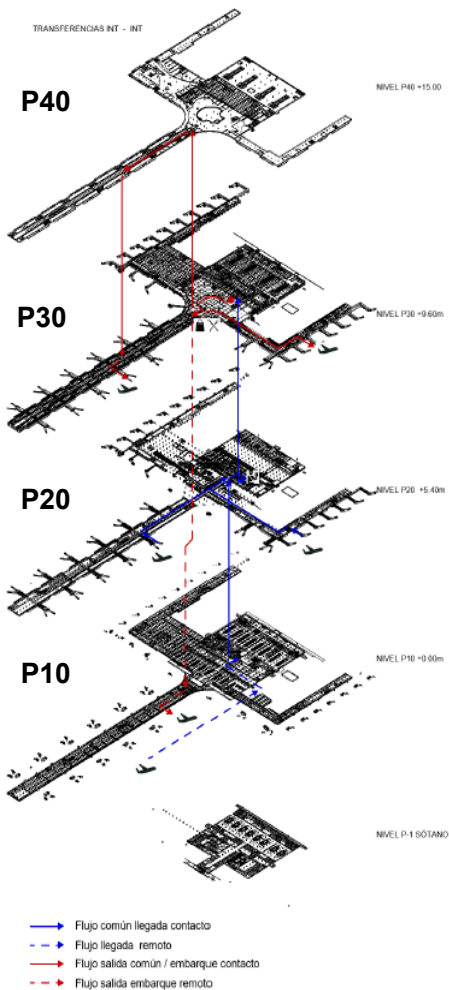 TRANSFERENCIAS INT - INT
NIVEL P40 +15.00
P40
P30
NIVEL P30 +9.60m
P20
NIVEL P20 +5.40m
P10
NIVEL P10 +0.00m
NIVEL P-1 SÓTANO
Flujo común llegada contacto
Flujo llegada remoto
Flujo salida común / embarque contacto
Flujo salida embarque remoto